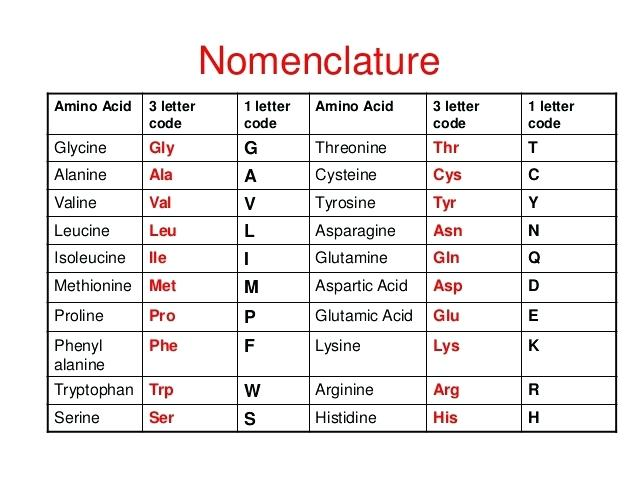 Nomenclature
Amino Acid 3 letter code 1 letter code Amino Acid 3 letter code 1 letter code
Glycine Gly G Threonine Thr T
Alanine Ala A Cysteine Cys C
Valine Val V Tyrosine Tyr Y
Leucine Leu L Asparagine Asn N
Isoleucine Ile I Glutamine Gln Q
Methionine Met M Aspartic Acid Asp D
Proline Pro P Glutamic Acid Glu E
Phenyl alanine Phe F Lysine Lys K
Tryptophan Trp W Arginine Arg R
Serine Ser S Histidine His H